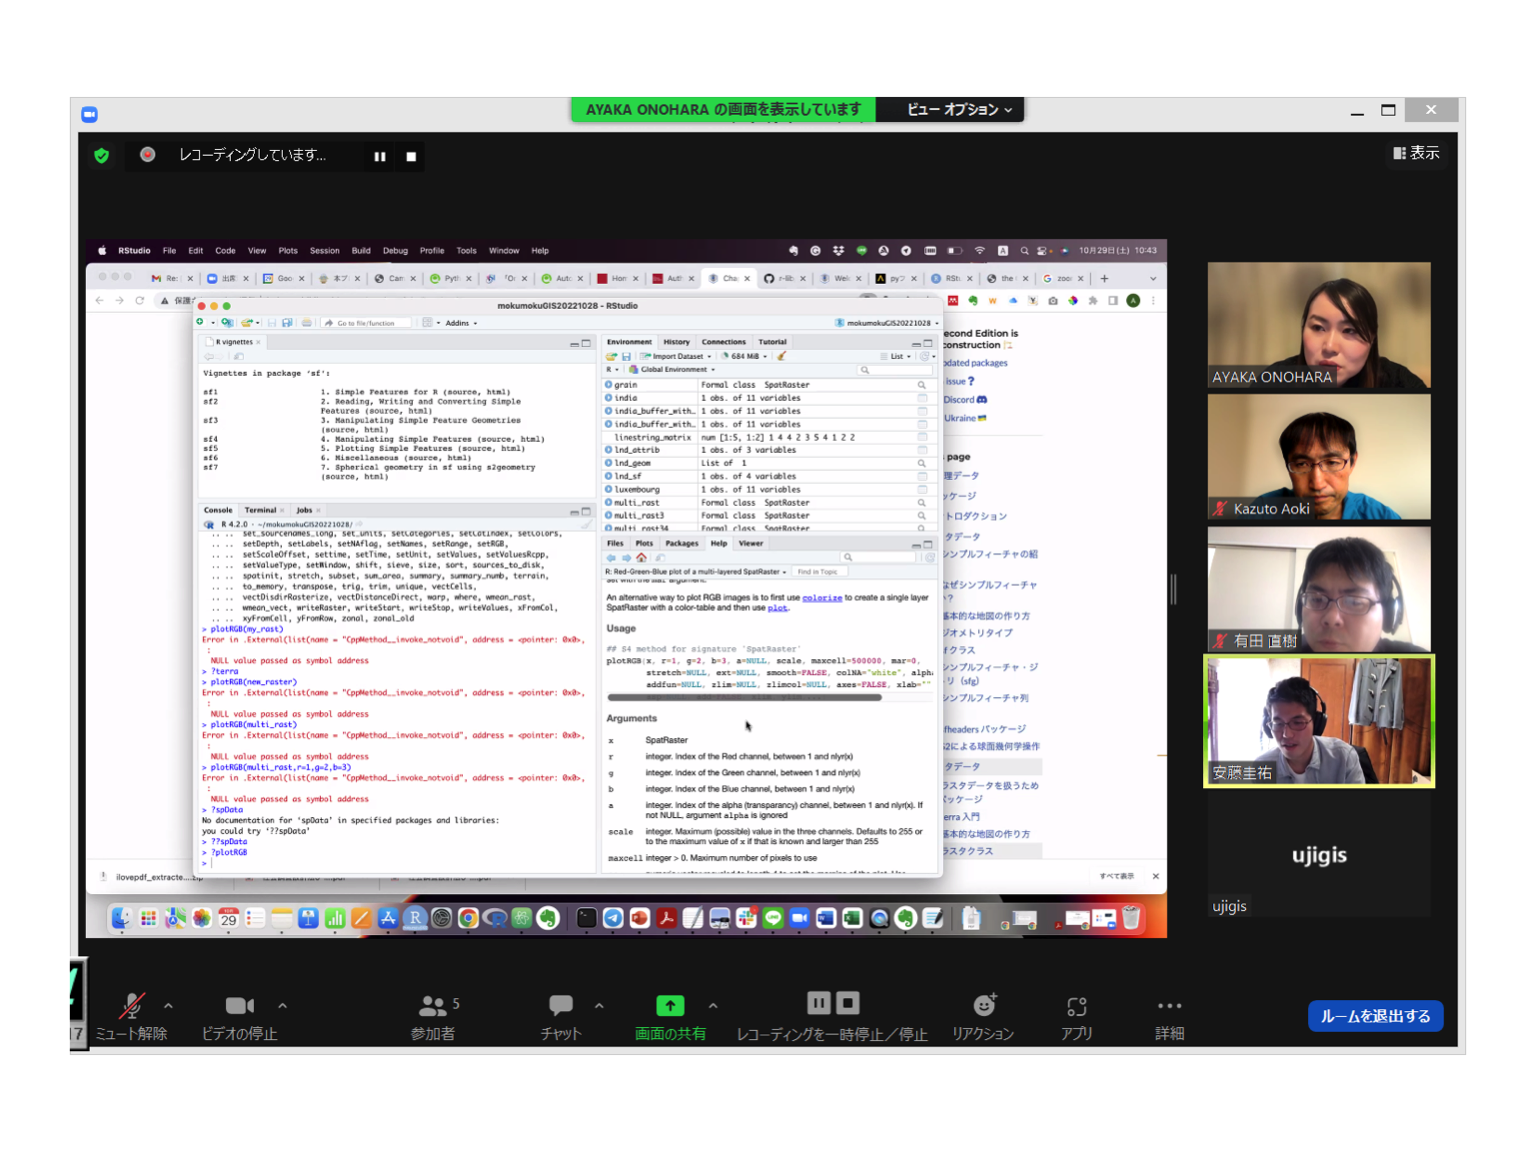 AYAKA ONOHARA の画面を表示しています
ビュー オプション
レコーディングしています...
表示
RStudio File Edit Code View Plots Session Build Debug Profile Tools Window Help
10月29日(土) 10:43
mokumokuGIS20221028 - RStudio
Go to file/function
Addins
mokumokuGIS20221028
R vignettes
Vignettes in package 'sf':
sf1 1. Simple Features for R (source, html)
sf2 2. Reading, Writing and Converting Simple
Features (source, html)
sf3 3. Manipulating Simple Feature Geometries
(source, html)
sf4 4. Manipulating Simple Features (source, html)
sf5 5. Plotting Simple Features (source, html)
sf6 6. Miscellaneous (source, html)
sf7 7. Spherical geometry in sf using s2geometry
(source, html)
Console Terminal Jobs
R 4.2.0 · ~/mokumokuGIS20221028/
.. .. set_sourcenames_long, set_units, setCategories, setCatIndex, setColors,
.. .. setDepth, setLabels, setNAflag, setNames, setRange, setRGB,
.. .. setScaleOffset, settime, setTime, setUnit, setValues, setValuesRcpp,
.. .. setValueType, setWindow, shift, sieve, size, sort, sources_to_disk,
.. .. spatinit, stretch, subset, sum_area, summary, summary_numb, terrain,
.. .. to_memory, transpose, trig, trim, unique, vectCells,
.. .. vectDisdirRasterize, vectDistanceDirect, warp, where, wmean_rast,
.. .. wmean_vect, writeRaster, writeStart, writeStop, writeValues, xFromCol,
.. .. xyFromCell, yFromRow, zonal, zonal_old
> plotRGB(my_rast)
Error in .External(list(name = "CppMethod__invoke_notvoid", address = <pointer: 0x0>,
:
NULL value passed as symbol address
> ?terra
> plotRGB(new_raster)
Error in .External(list(name = "CppMethod__invoke_notvoid", address = <pointer: 0x0>,
:
NULL value passed as symbol address
> plotRGB(multi_rast)
Error in .External(list(name = "CppMethod__invoke_notvoid", address = <pointer: 0x0>,
:
NULL value passed as symbol address
> plotRGB(multi_rast,r=1,g=2,b=3)
Error in .External(list(name = "CppMethod__invoke_notvoid", address = <pointer: 0x0>,
:
NULL value passed as symbol address
> ?spData
No documentation for 'spData' in specified packages and libraries:
you could try '??spData'
> ??spData
> ?plotRGB
>
Environment History Connections Tutorial
Import Dataset 684 MiB List
R Global Environment
grain Formal class SpatRaster
india 1 obs. of 11 variables
india_buffer_with… 1 obs. of 11 variables
india_buffer_with… 1 obs. of 11 variables
linestring_matrix num [1:5, 1:2] 1 4 4 2 3 5 4 1 2 2
lnd_attrib 1 obs. of 3 variables
lnd_geom List of 1
lnd_sf 1 obs. of 4 variables
luxembourg 1 obs. of 11 variables
multi_rast Formal class SpatRaster
multi_rast3 Formal class SpatRaster
multi_rast34 Formal class SpatRaster
Files Plots Packages Help Viewer
R: Red-Green-Blue plot of a multi-layered SpatRaster Find in Topic
An alternative way to plot RGB images is to first use colorize to create a single layer
SpatRaster with a color-table and then use plot.
Usage
## S4 method for signature 'SpatRaster'
plotRGB(x, r=1, g=2, b=3, a=NULL, scale, maxcell=500000, mar=0,
stretch=NULL, ext=NULL, smooth=FALSE, colNA="white", alpha
addfun=NULL, zlim=NULL, zlimcol=NULL, axes=FALSE, xlab=""
Arguments
x SpatRaster
r integer. Index of the Red channel, between 1 and nlyr(x)
g integer. Index of the Green channel, between 1 and nlyr(x)
b integer. Index of the Blue channel, between 1 and nlyr(x)
a integer. Index of the alpha (transparancy) channel, between 1 and nlyr(x). If
not NULL, argument alpha is ignored
scale integer. Maximum (possible) value in the three channels. Defaults to 255 or
to the maximum value of x if that is known and larger than 255
maxcell integer > 0. Maximum number of pixels to use
econd Edition is
construction
pdated packages
issue ?
Discord
Ukraine
page
理データ
ッケージ
トロダクション
タデータ
シンプルフィーチャの紹
なぜシンプルフィーチャ
?
基本的な地図の作り方
ジオメトリタイプ
fクラス
シンプルフィーチャ・ジ
リ (sfg)
シンプルフィーチャ列
fheaders パッケージ
S2による球面幾何学操作
タデータ
ラスタデータを扱うため
パッケージ
erra 入門
基本的な地図の作り方
ラスタクラス
ilovepdf_extracte....zip
すべて表示
AYAKA ONOHARA
Kazuto Aoki
有田 直樹
安藤圭祐
ujigis
ujigis
29
17
ミュート解除
ビデオの停止
参加者
5
チャット
画面の共有
レコーディングを一時停止／停止
リアクション
アプリ
詳細
ルームを退出する